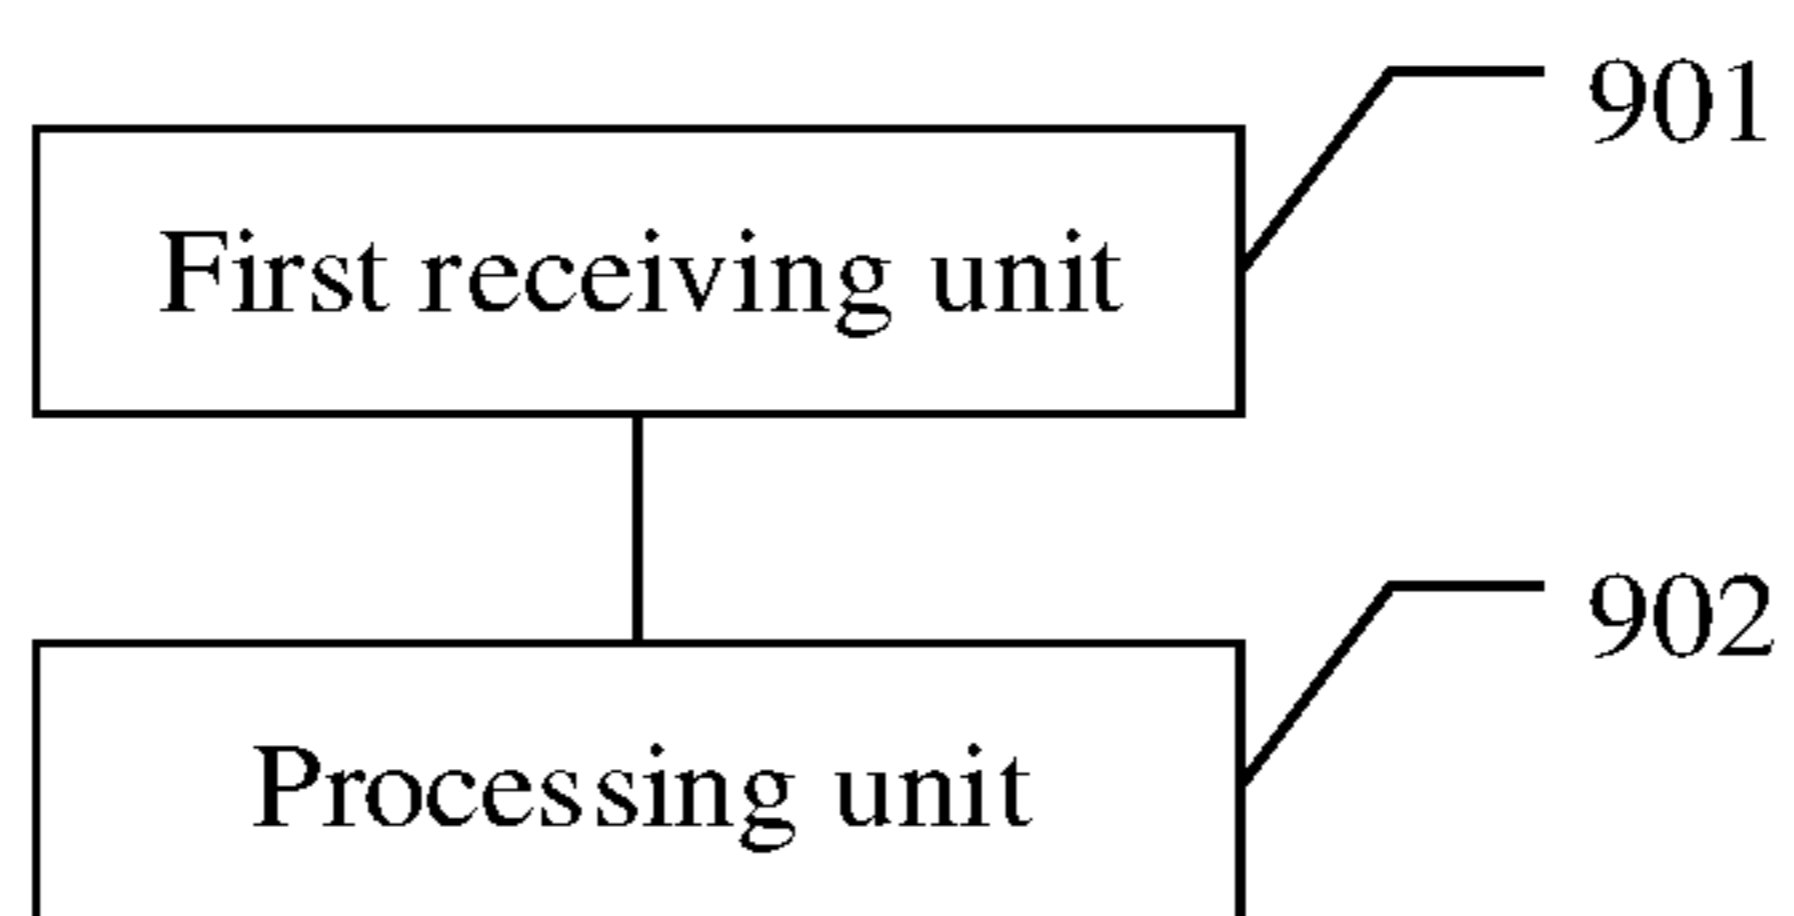 901
First receiving unit
902
Processing unit